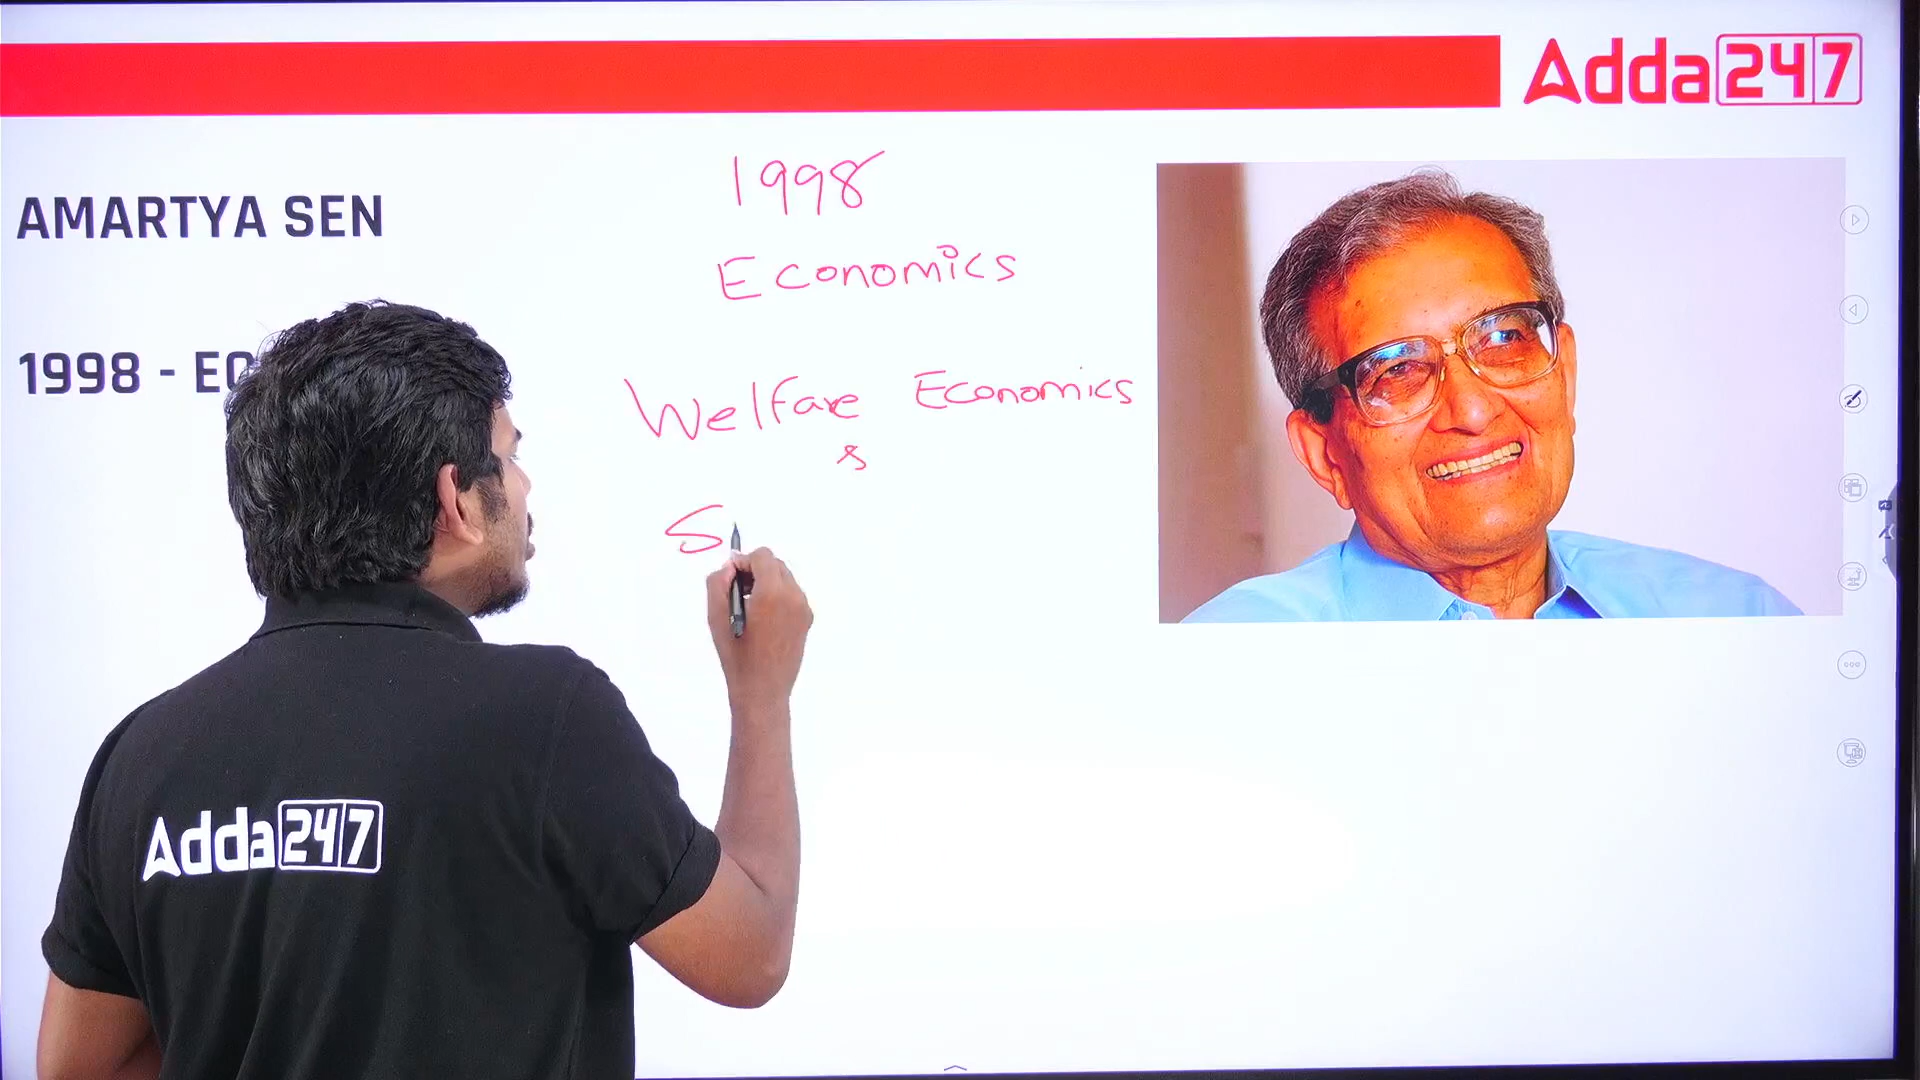 Adda247
AMARTYA SEN
1998
Economics
1998 - EC
Welfare Economics
&
S
Adda247